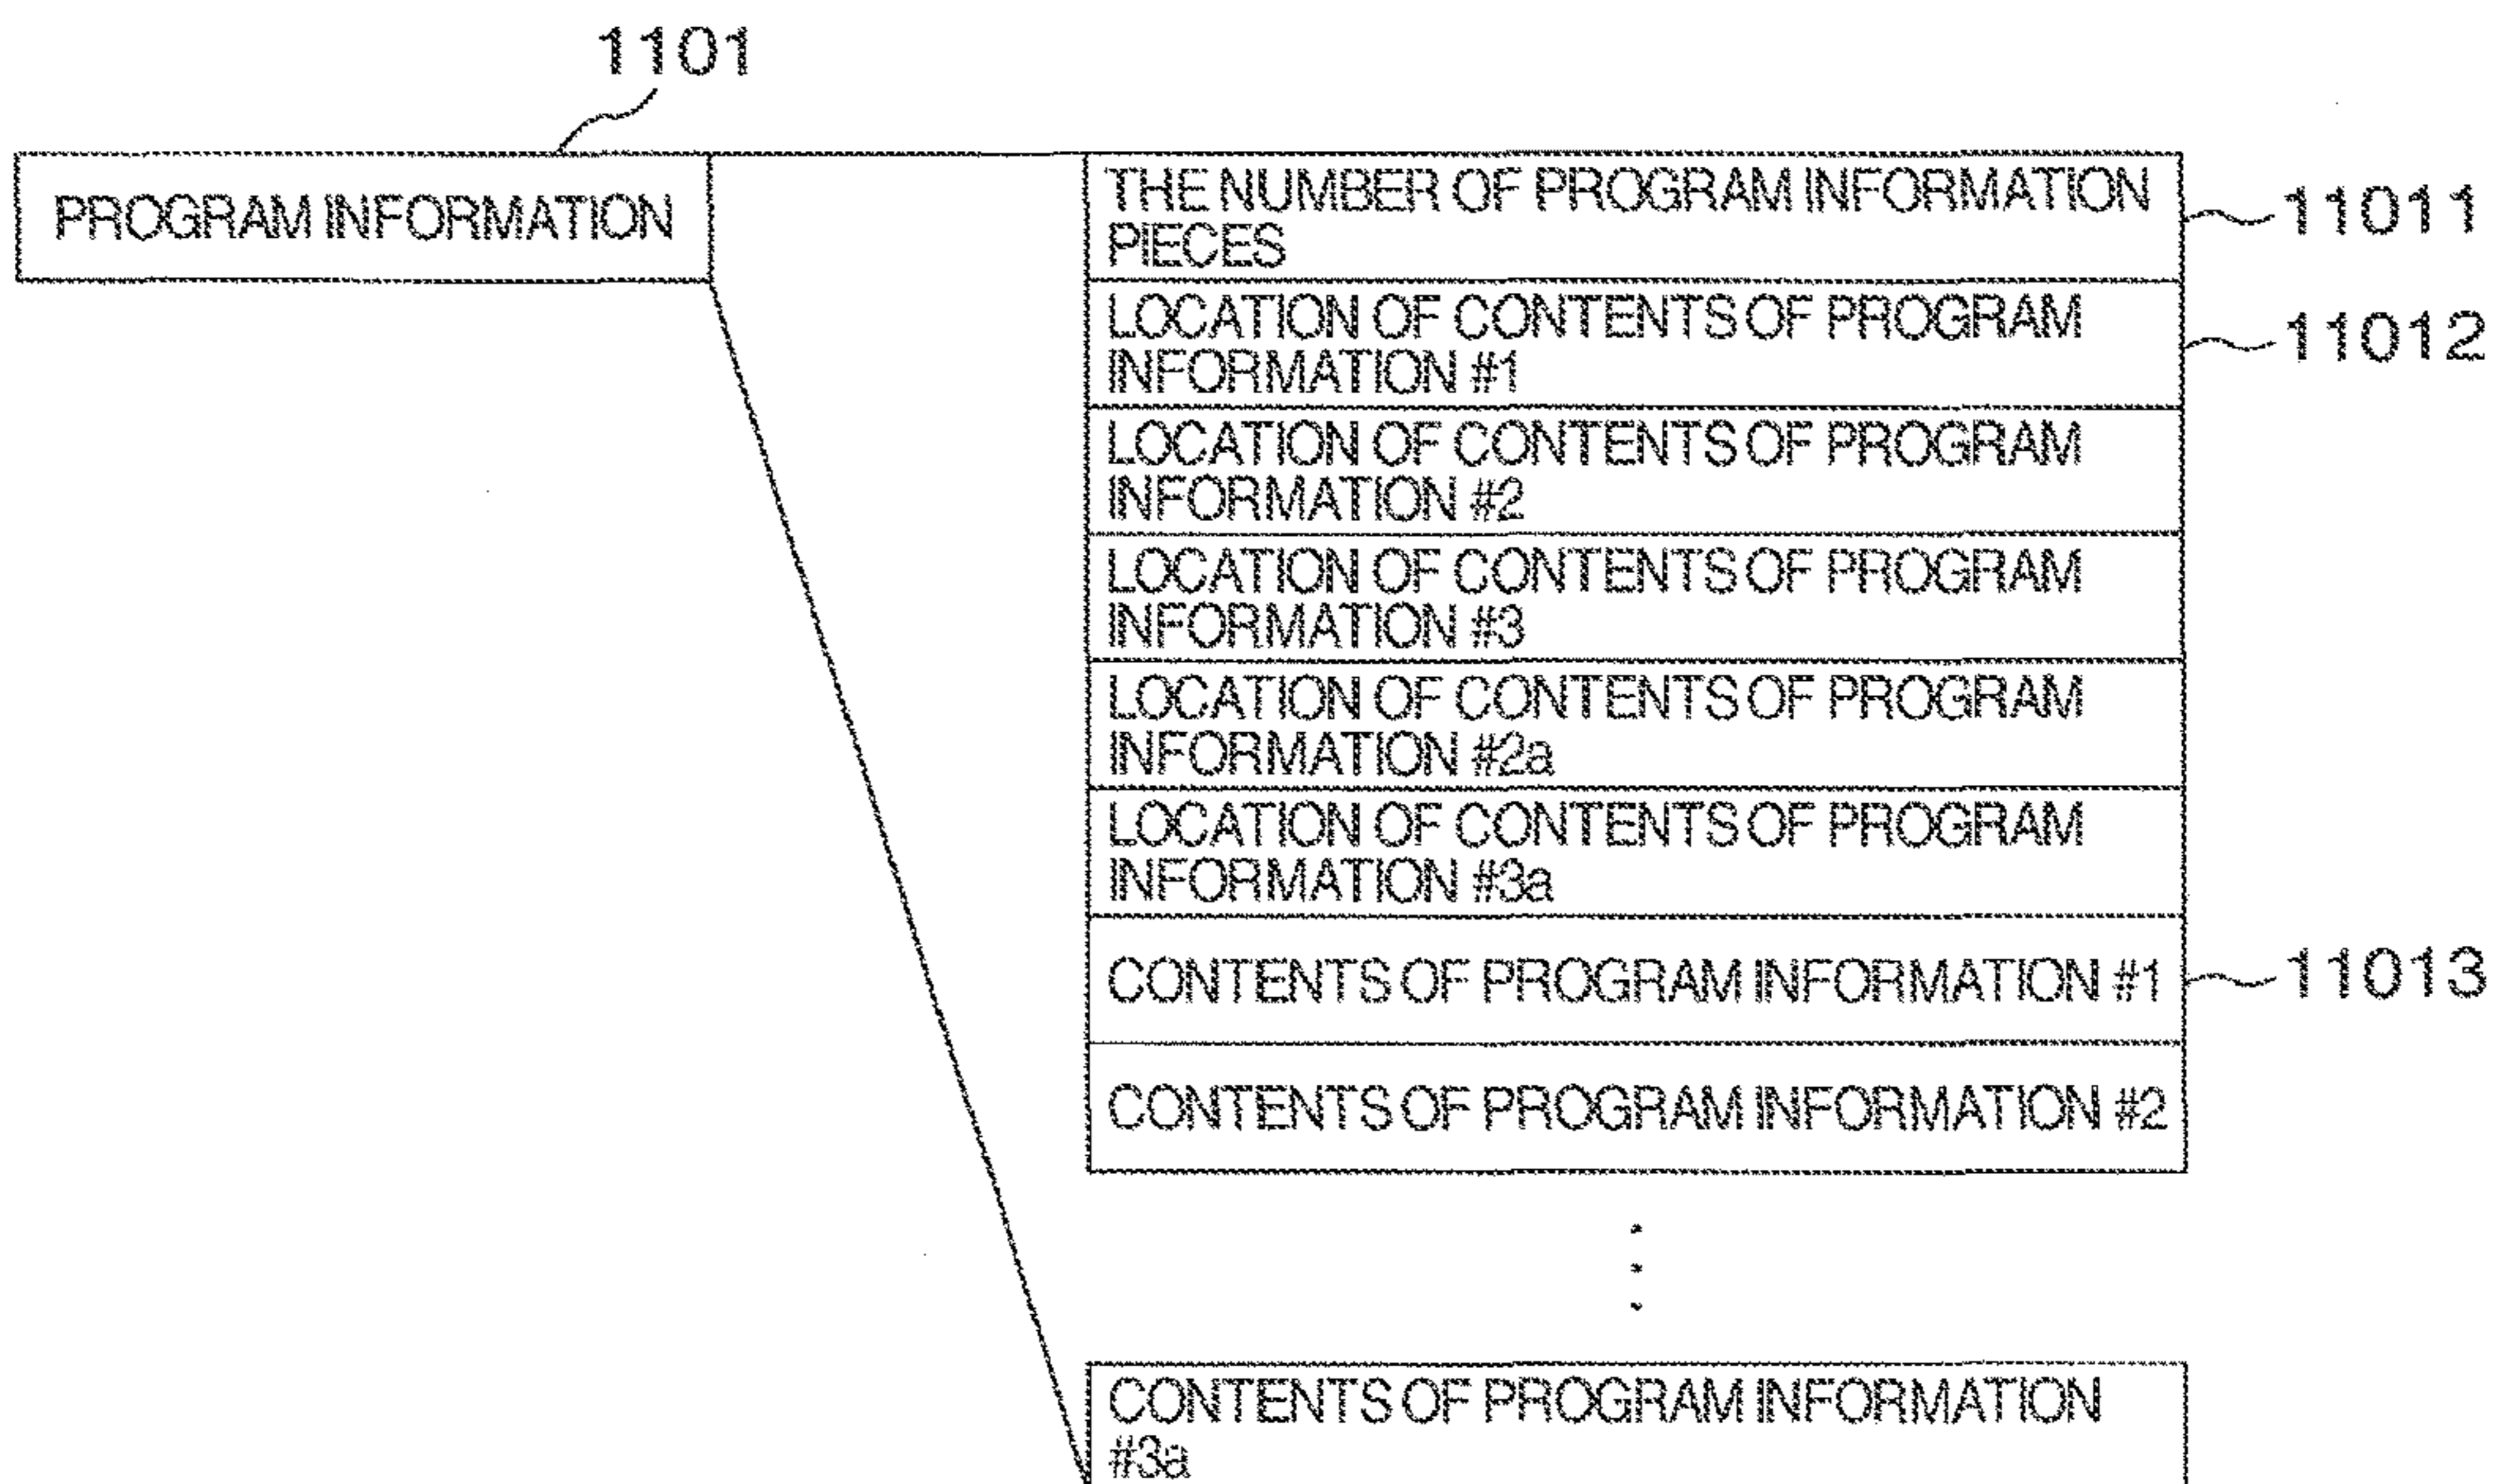 1101
PROGRAM INFORMATION
THE NUMBER OF PROGRAM INFORMATION
PIECES
11011
LOCATION OF CONTENTS OF PROGRAM
INFORMATION #1
11012
LOCATION OF CONTENTS OF PROGRAM
INFORMATION #2
LOCATION OF CONTENTS OF PROGRAM
INFORMATION #3
LOCATION OF CONTENTS OF PROGRAM
INFORMATION #2a
LOCATION OF CONTENTS OF PROGRAM
INFORMATION #3a
CONTENTS OF PROGRAM INFORMATION #1
11013
CONTENTS OF PROGRAM INFORMATION #2
CONTENTS OF PROGRAM INFORMATION
#3a